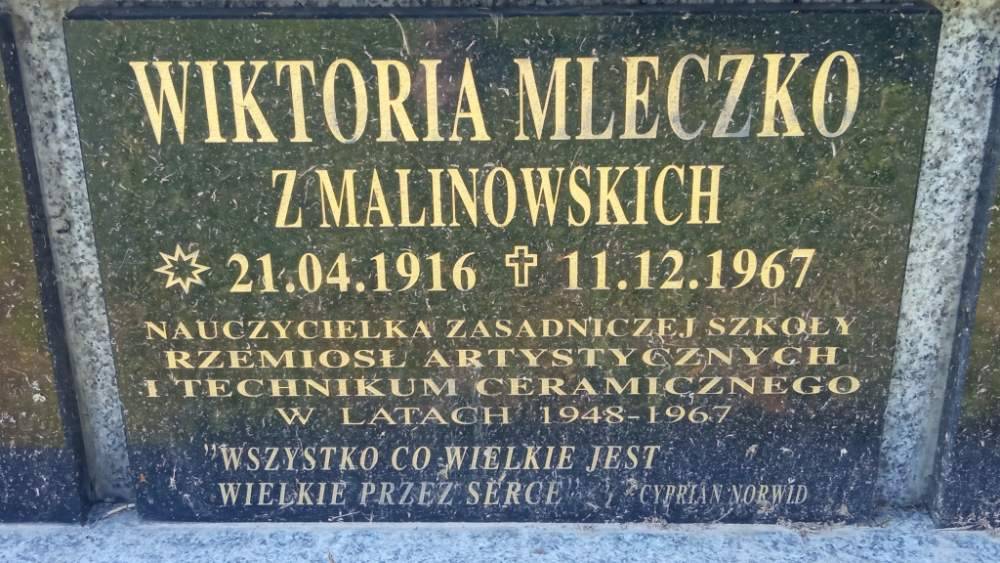 WIKTORIA MLECZKO
Z MALINOWSKICH
21.04.1916 11.12.1967
NAUCZYCIELKA ZASADNICZEJ SZKOŁY
RZEMIOSŁ ARTYSTYCZNYCH
I TECHNIKUM CERAMICZNEGO
W LATACH 1948-1967
"WSZYSTKO CO WIELKIE JEST
WIELKIE PRZEZ SERCE" CYPRIAN NORWID